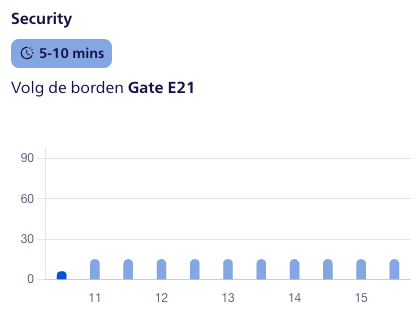 Security
5-10 mins
Volg de borden Gate E21
90
60
30
0
11 12 13 14 15